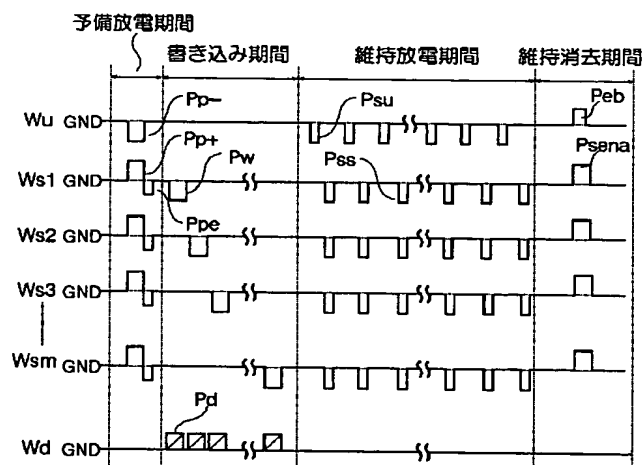 予備放電期間
書き込み期間
維持放電期間
維持消去期間
Wu GND
Pp−
Psu
Peb
Pp+
Pw
Pss
Psena
Ws1 GND
Ppe
Ws2 GND
Ws3 GND
Wsm GND
Pd
Wd GND